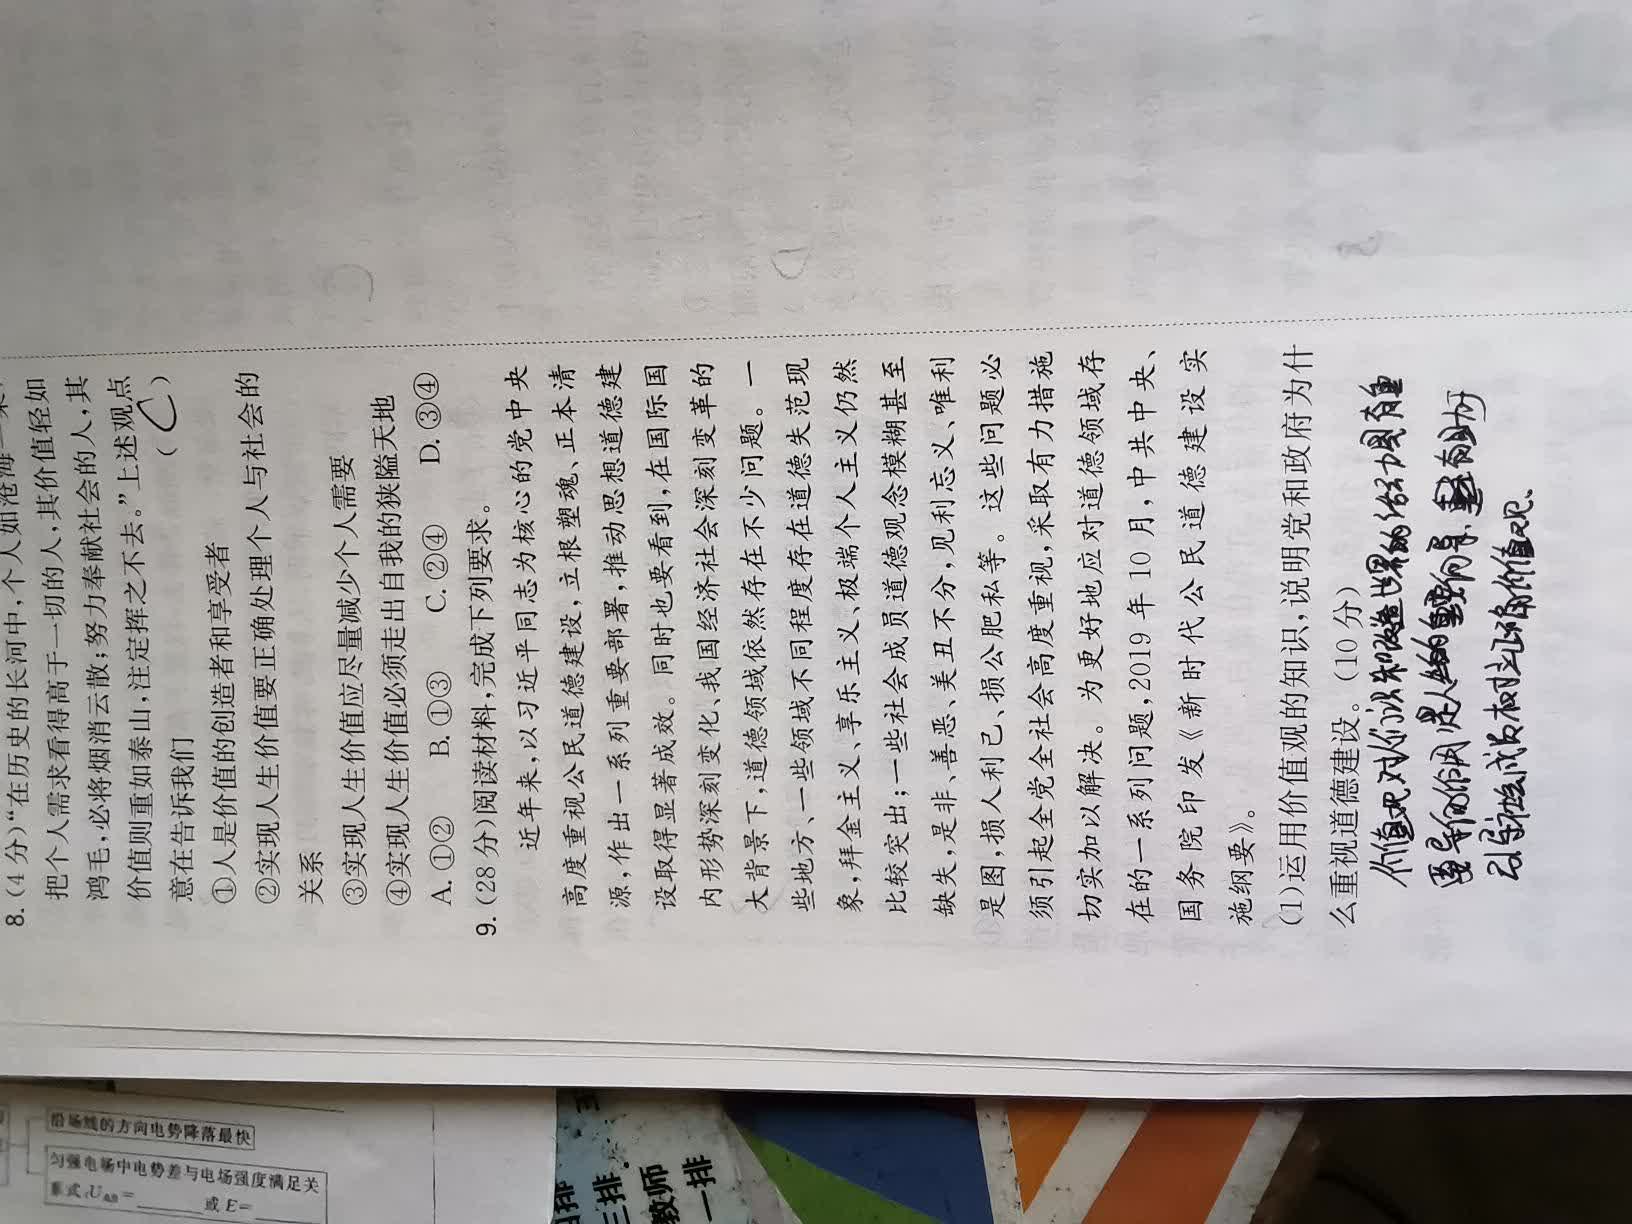 8.(4分)“在历史的长河中,个人如沧海一
把个人需求看得高于一切的人,其价值轻如
鸿毛,必将烟消云散;努力奉献社会的人,其
价值则重如泰山,注定挥之不去。”上述观点
意在告诉我们 ( C )
①人是价值的创造者和享受者
②实现人生价值要正确处理个人与社会的
关系
③实现人生价值应尽量减少个人需要
④实现人生价值必须走出自我的狭隘天地
A.①② B.①③ C.②④ D.③④
9.(28分)阅读材料,完成下列要求。
近年来,以习近平同志为核心的党中央
高度重视公民道德建设,立根塑魂、正本清
源,作出一系列重要部署,推动思想道德建
设取得显著成效。同时也要看到,在国际国
内形势深刻变化、我国经济社会深刻变革的
大背景下,道德领域依然存在不少问题。一
些地方、一些领域不同程度存在道德失范现
象,拜金主义、享乐主义、极端个人主义仍然
比较突出;一些社会成员道德观念模糊甚至
缺失,是非、善恶、美丑不分,见利忘义、唯利
是图,损人利己、损公肥私等。这些问题必
须引起全党全社会高度重视,采取有力措施
切实加以解决。为更好地应对道德领域存
在的一系列问题,2019年10月,中共中央、
国务院印发《新时代公民道德建设实
施纲要》。
(1)运用价值观的知识,说明党和政府为什
么重视道德建设。(10分)
价值观对人们认识和改造世界的活动具有重
要导向作用 是人生的重要向导、有助
引导社会成员树立正确价值观、
沿场线的方向电势降落最快
匀强电场中电势差与电场强度满足关
系式:U_AB= 或E=
三排.
教师
一排